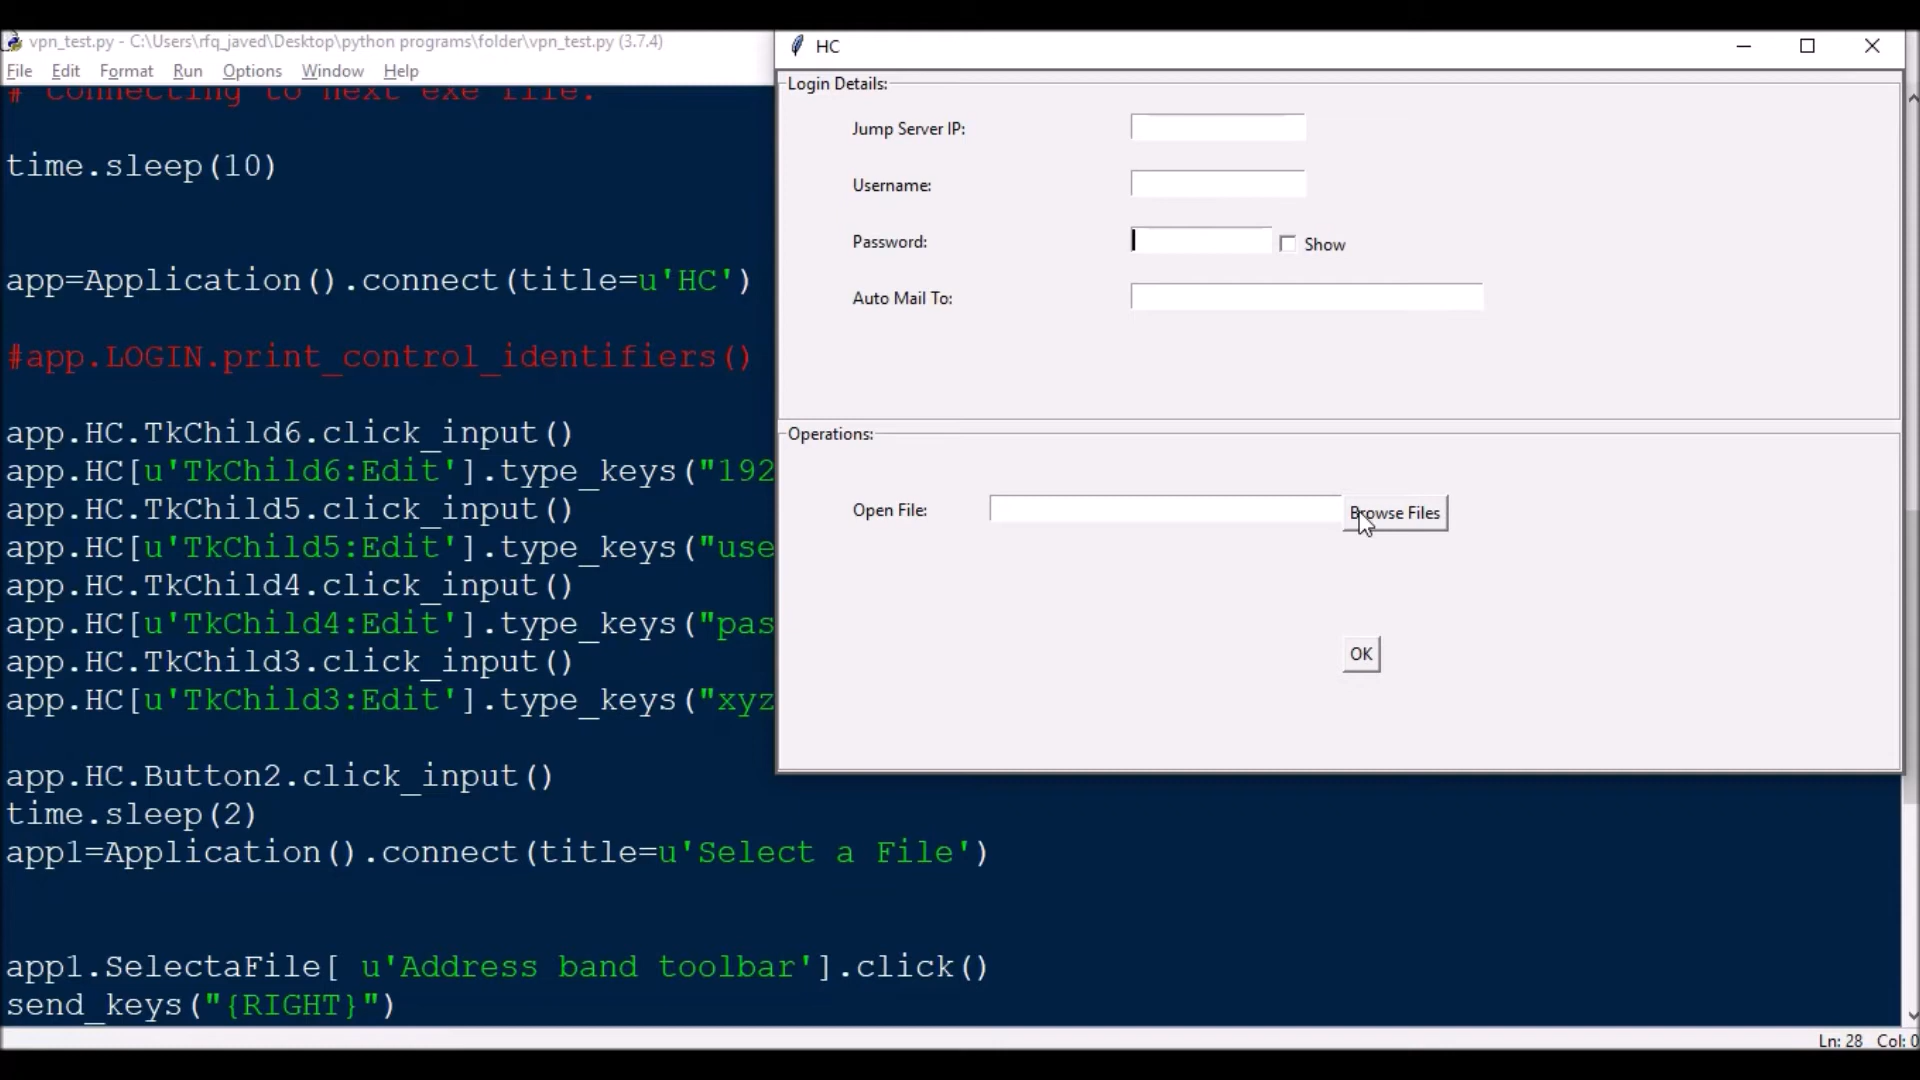 vpn_test.py - C:\Users\rfq_javed\Desktop\python programs\folder\vpn_test.py (3.7.4)
File Edit Format Run Options Window Help
# Connecting to next exe file.
time.sleep(10)
app=Application().connect(title=u'HC')
#app.LOGIN.print_control_identifiers()
app.HC.TkChild6.click_input()
app.HC[u'TkChild6:Edit'].type_keys("192
app.HC.TkChild5.click_input()
app.HC[u'TkChild5:Edit'].type_keys("use
app.HC.TkChild4.click_input()
app.HC[u'TkChild4:Edit'].type_keys("pas
app.HC.TkChild3.click_input()
app.HC[u'TkChild3:Edit'].type_keys("xyz
app.HC.Button2.click_input()
time.sleep(2)
app1=Application().connect(title=u'Select a File')
app1.SelectaFile[ u'Address band toolbar'].click()
send_keys("{RIGHT}")
HC
Login Details:
Jump Server IP:
Username:
Password:
Show
Auto Mail To:
Operations:
Open File:
Browse Files
OK
Ln: 28 Col: 0